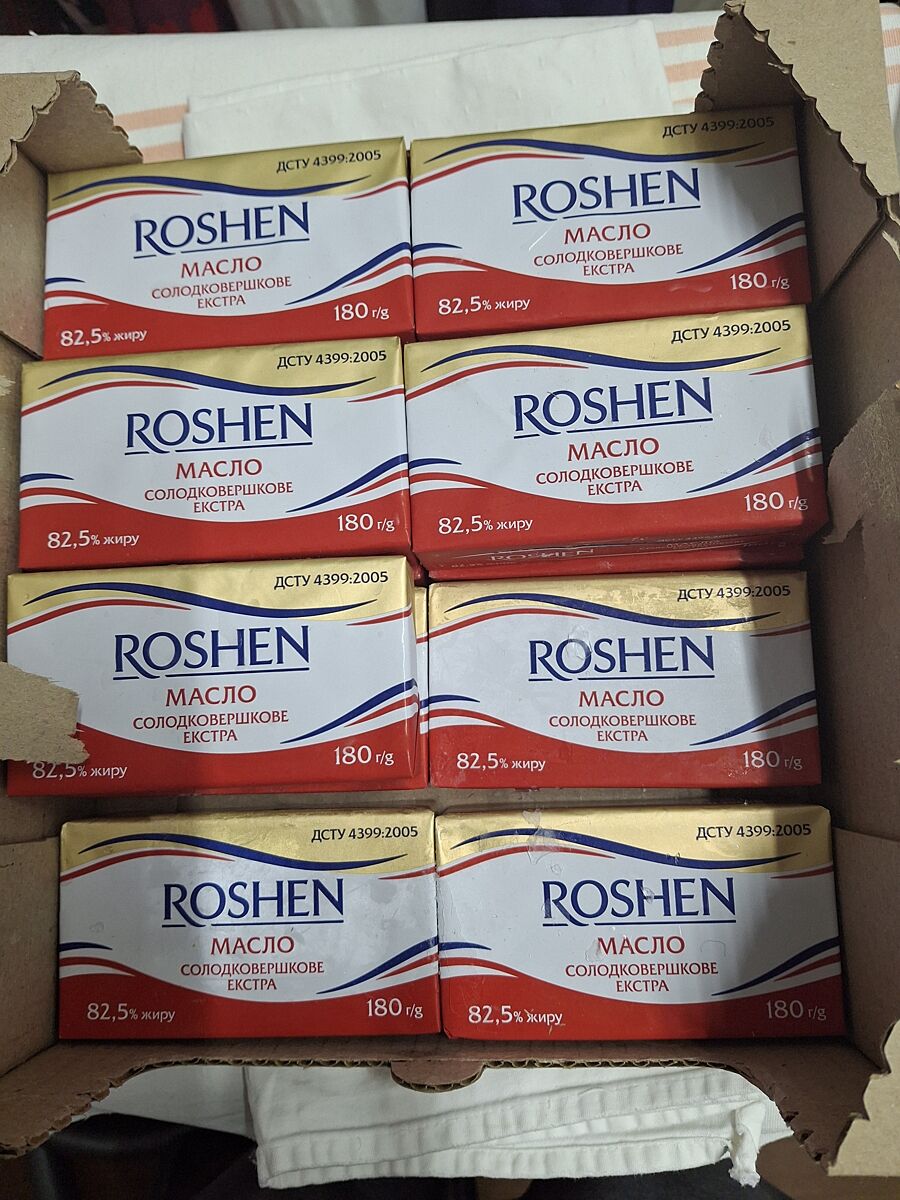 ДСТУ 4399:2005
ROSHEN
МАСЛО
СОЛОДКОВЕРШКОВЕ
ЕКСТРА
82,5% жиру
180 г/g
ДСТУ 4399:2005
ROSHEN
МАСЛО
СОЛОДКОВЕРШКОВЕ
ЕКСТРА
82,5% жиру
180 г/g
ДСТУ 4399:2005
ROSHEN
МАСЛО
СОЛОДКОВЕРШКОВЕ
ЕКСТРА
82,5% жиру
180 г/g
ДСТУ 4399:2005
ROSHEN
МАСЛО
СОЛОДКОВЕРШКОВЕ
ЕКСТРА
82,5% жиру
180 г/g
ROSHEN
ДСТУ 4399:2005
ROSHEN
МАСЛО
СОЛОДКОВЕРШКОВЕ
ЕКСТРА
82,5% жиру
180 г/g
ДСТУ 4399:2005
ROSHEN
МАСЛО
СОЛОДКОВЕРШКОВЕ
ЕКСТРА
82,5% жиру
180 г/g
ДСТУ 4399:2005
ROSHEN
МАСЛО
СОЛОДКОВЕРШКОВЕ
ЕКСТРА
82,5% жиру
180 г/g
ДСТУ 4399:2005
ROSHEN
МАСЛО
СОЛОДКОВЕРШКОВЕ
ЕКСТРА
82,5% жиру
180 г/g